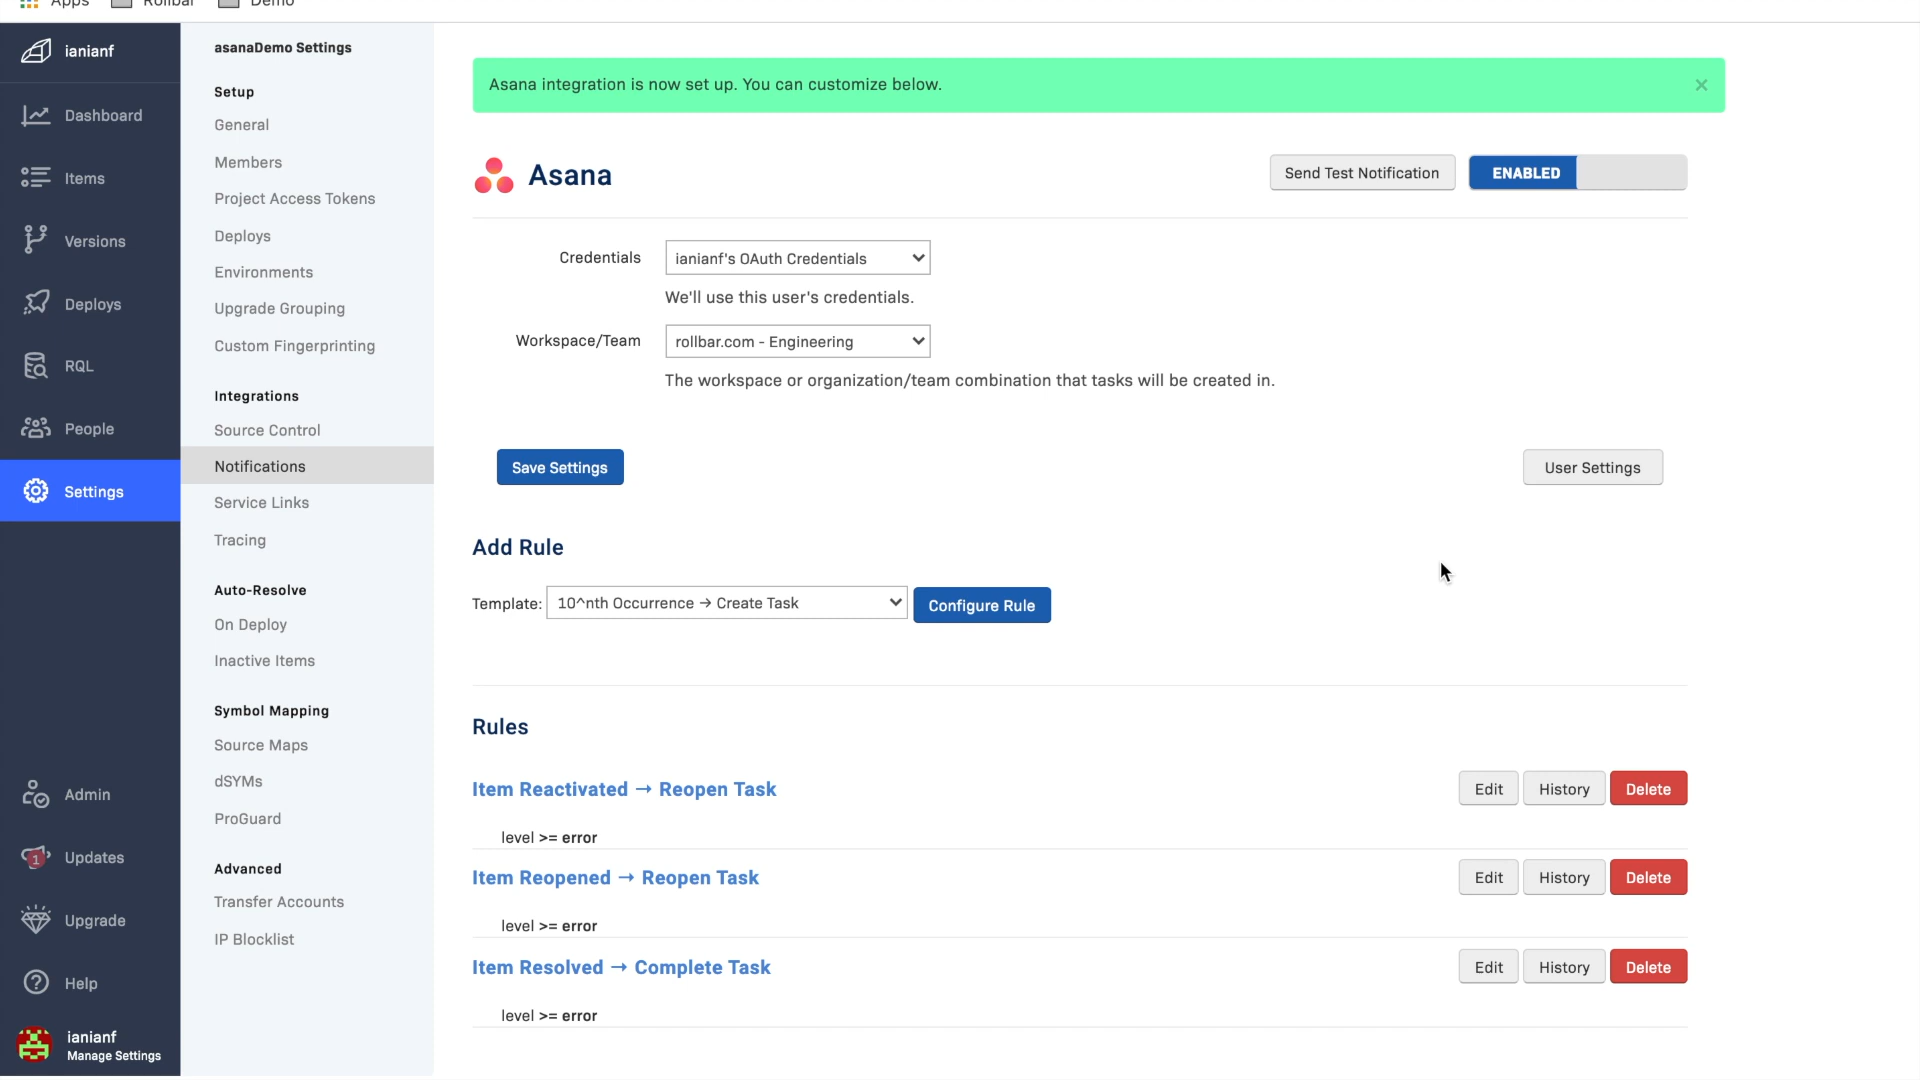 Apps Rollbar Demo
ianianf
Dashboard
Items
Versions
Deploys
RQL
People
Settings
Admin
1
Updates
Upgrade
Help
ianianf
Manage Settings
asanaDemo Settings
Setup
General
Members
Project Access Tokens
Deploys
Environments
Upgrade Grouping
Custom Fingerprinting
Integrations
Source Control
Notifications
Service Links
Tracing
Auto-Resolve
On Deploy
Inactive Items
Symbol Mapping
Source Maps
dSYMs
ProGuard
Advanced
Transfer Accounts
IP Blocklist
Asana integration is now set up. You can customize below. ×
Asana Send Test Notification ENABLED
Credentials ianianf's OAuth Credentials
We'll use this user's credentials.
Workspace/Team rollbar.com - Engineering
The workspace or organization/team combination that tasks will be created in.
Save Settings User Settings
Add Rule
Template: 10^nth Occurrence → Create Task Configure Rule
Rules
Item Reactivated → Reopen Task Edit History Delete
level >= error
Item Reopened → Reopen Task Edit History Delete
level >= error
Item Resolved → Complete Task Edit History Delete
level >= error